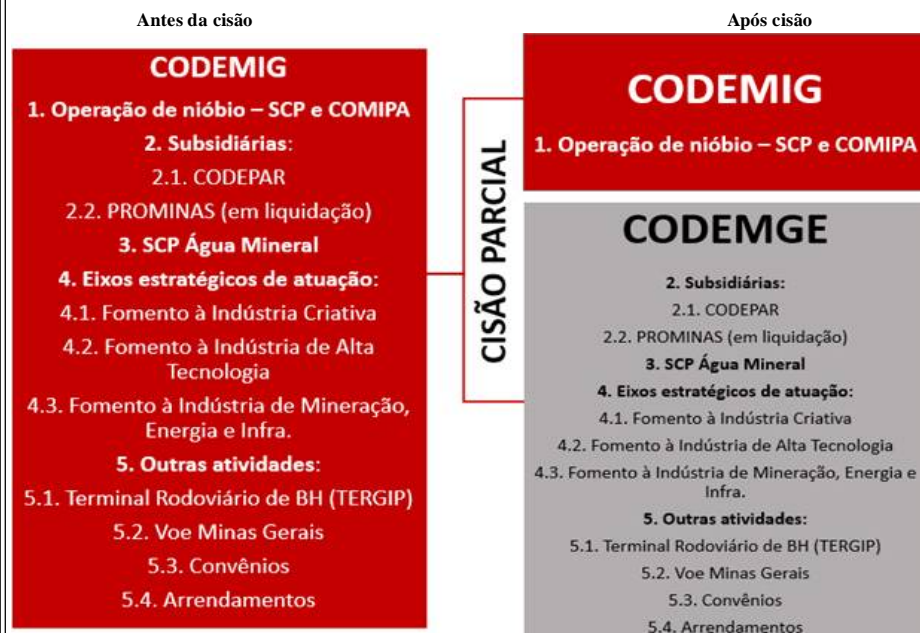 Antes da cisão
CODEMIG
1. Operação de nióbio – SCP e COMIPA
2. Subsidiárias:
2.1. CODEPAR
2.2. PROMINAS (em liquidação)
3. SCP Água Mineral
4. Eixos estratégicos de atuação:
4.1. Fomento à Indústria Criativa
4.2. Fomento à Indústria de Alta
Tecnologia
4.3. Fomento à Indústria de Mineração,
Energia e Infra.
5. Outras atividades:
5.1. Terminal Rodoviário de BH (TERGIP)
5.2. Voe Minas Gerais
5.3. Convênios
5.4. Arrendamentos
CISÃO PARCIAL
Após cisão
CODEMIG
1. Operação de nióbio – SCP e COMIPA
CODEMGE
2. Subsidiárias:
2.1. CODEPAR
2.2. PROMINAS (em liquidação)
3. SCP Água Mineral
4. Eixos estratégicos de atuação:
4.1. Fomento à Indústria Criativa
4.2. Fomento à Indústria de Alta Tecnologia
4.3. Fomento à Indústria de Mineração, Energia e
Infra.
5. Outras atividades:
5.1. Terminal Rodoviário de BH (TERGIP)
5.2. Voe Minas Gerais
5.3. Convênios
5.4. Arrendamentos